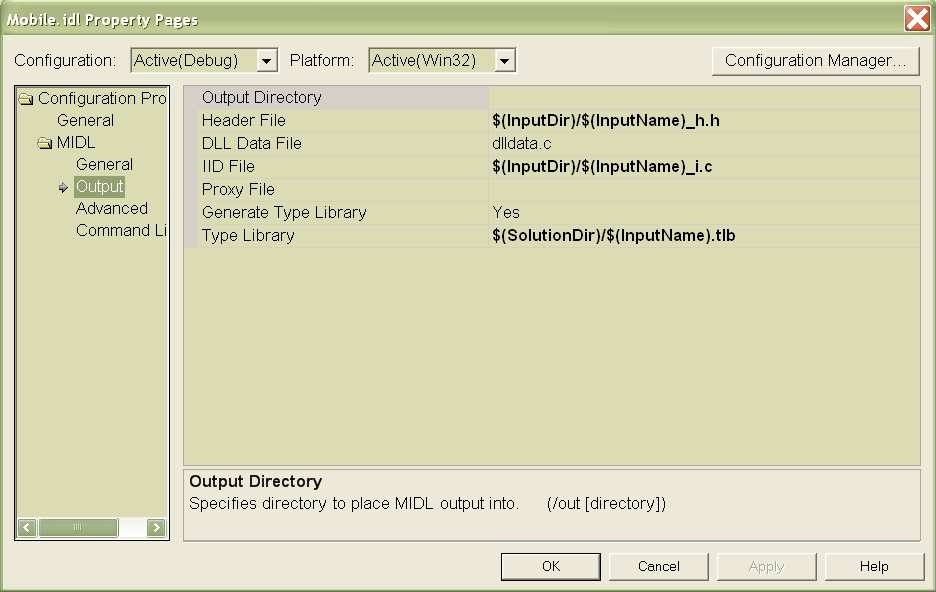 Mobile.idl Property Pages
Configuration: Active(Debug) Platform: Active(Win32) Configuration Manager...
Configuration Pro
General
MIDL
General
Output
Advanced
Command Li
Output Directory
Header File $(InputDir)/$(InputName)_h.h
DLL Data File dlldata.c
IID File $(InputDir)/$(InputName)_i.c
Proxy File
Generate Type Library Yes
Type Library $(SolutionDir)/$(InputName).tlb
Output Directory
Specifies directory to place MIDL output into. (/out [directory])
OK Cancel Apply Help